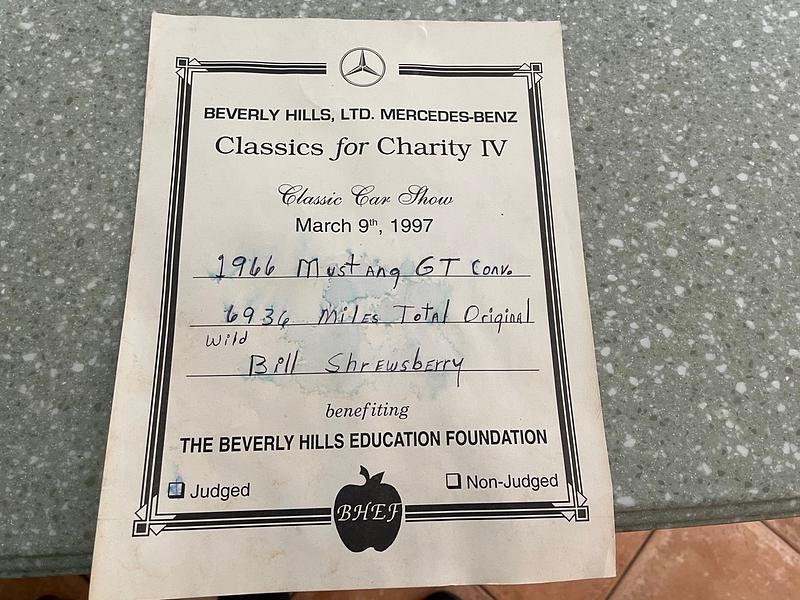 BEVERLY HILLS, LTD. MERCEDES-BENZ
Classics for Charity IV
Classic Car Show
March 9th, 1997
1966 Mustang GT Conv.
6936 Miles Total Original
Wild
Bill Shrewsberry
benefiting
THE BEVERLY HILLS EDUCATION FOUNDATION
Judged Non-Judged
BHEF